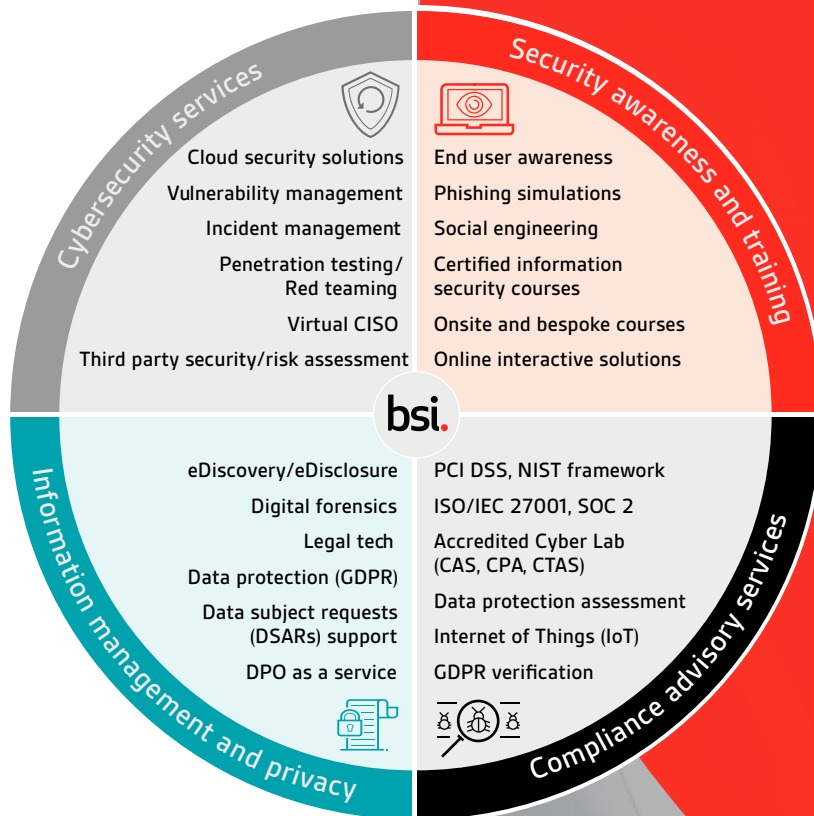 Cybersecurity services
Cloud security solutions
Vulnerability management
Incident management
Penetration testing/
Red teaming
Virtual CISO
Third party security/risk assessment
Security awareness and training
End user awareness
Phishing simulations
Social engineering
Certified information
security courses
Onsite and bespoke courses
Online interactive solutions
bsi.
Information management and privacy
eDiscovery/eDisclosure
Digital forensics
Legal tech
Data protection (GDPR)
Data subject requests
(DSARs) support
DPO as a service
Compliance advisory services
PCI DSS, NIST framework
ISO/IEC 27001, SOC 2
Accredited Cyber Lab
(CAS, CPA, CTAS)
Data protection assessment
Internet of Things (IoT)
GDPR verification